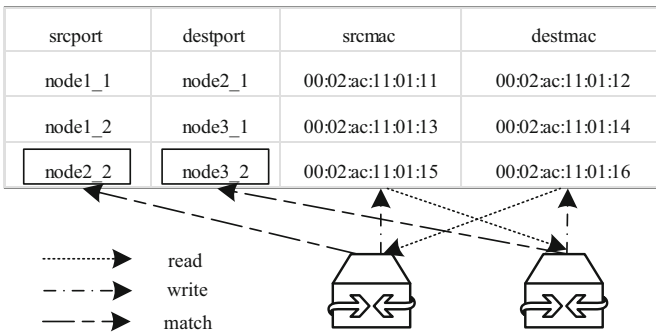 srcport destport srcmac destmac
node1_1 node2_1 00:02:ac:11:01:11 00:02:ac:11:01:12
node1_2 node3_1 00:02:ac:11:01:13 00:02:ac:11:01:14
node2_2 node3_2 00:02:ac:11:01:15 00:02:ac:11:01:16
read
write
match